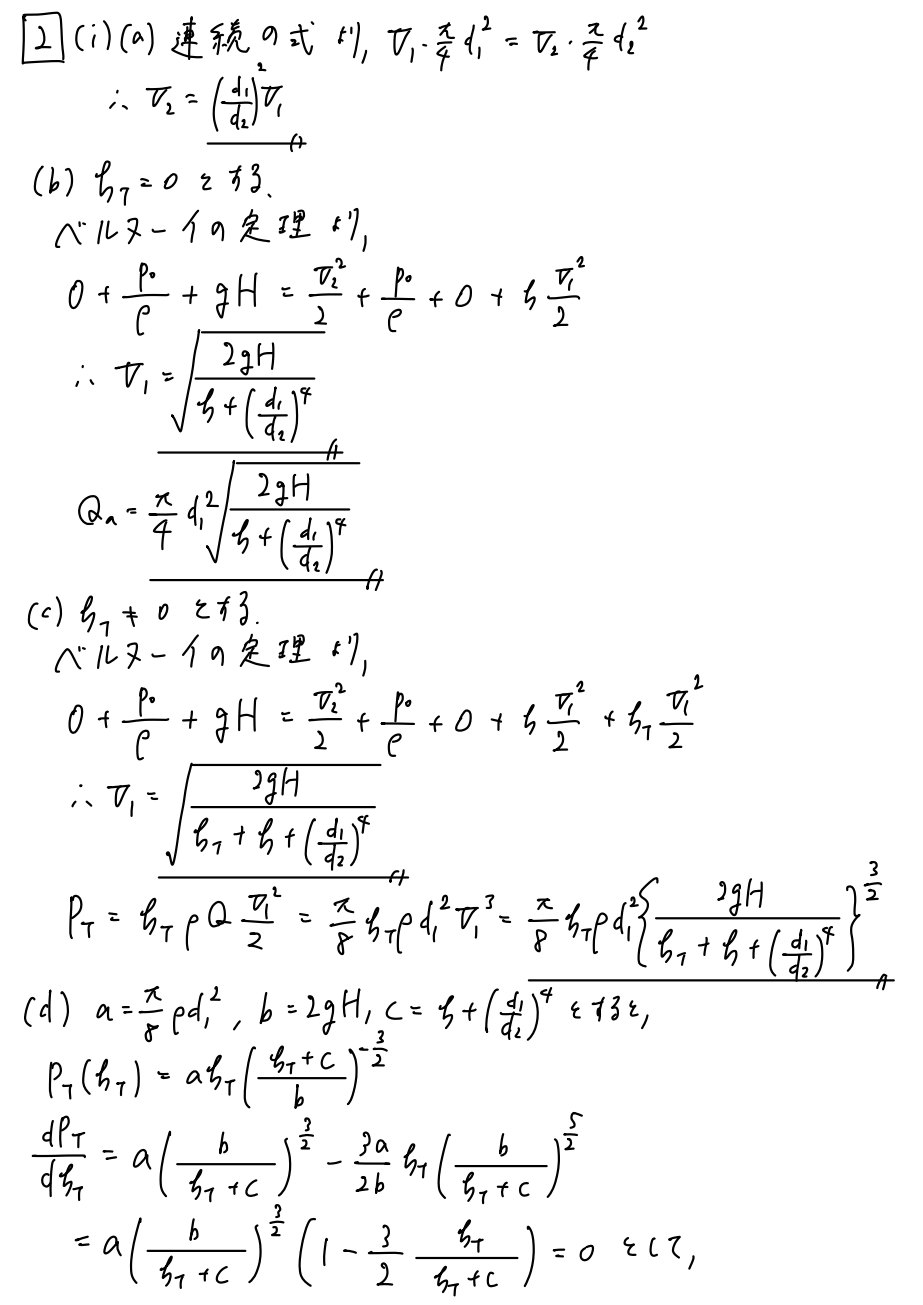 2 (i)(a) 連続の式より, V₁·π/4 d₁² = V₂·π/4 d₂²
∴ V₂ = (d₁/d₂)² V₁
(b) ζ_T = 0 とする.
ベルヌーイの定理より,
0 + p₀/ρ + gH = V₂²/2 + p₀/ρ + 0 + ζ V₁²/2
∴ V₁ = √(2gH / (ζ + (d₁/d₂)⁴))
Qₐ = π/4 d₁² √(2gH / (ζ + (d₁/d₂)⁴))
(c) ζ_T ≠ 0 とする.
ベルヌーイの定理より,
0 + p₀/ρ + gH = V₂²/2 + p₀/ρ + 0 + ζ V₁²/2 + ζ_T V₁²/2
∴ V₁ = √(2gH / (ζ_T + ζ + (d₁/d₂)⁴))
P_T = ζ_T ρQ V₁²/2 = π/8 ζ_T ρ d₁² V₁³ = π/8 ζ_T ρ d₁² {2gH / (ζ_T + ζ + (d₁/d₂)⁴)}^(3/2)
(d) a = π/8 ρd₁², b = 2gH, c = ζ + (d₁/d₂)⁴ とすると,
P_T(ζ_T) = aζ_T ((ζ_T + c)/b)^(-3/2)
dP_T/dζ_T = a (b/(ζ_T + c))^(3/2) - 3a/2b ζ_T (b/(ζ_T + c))^(5/2)
= a (b/(ζ_T + c))^(3/2) (1 - 3/2 ζ_T/(ζ_T + c)) = 0 として,